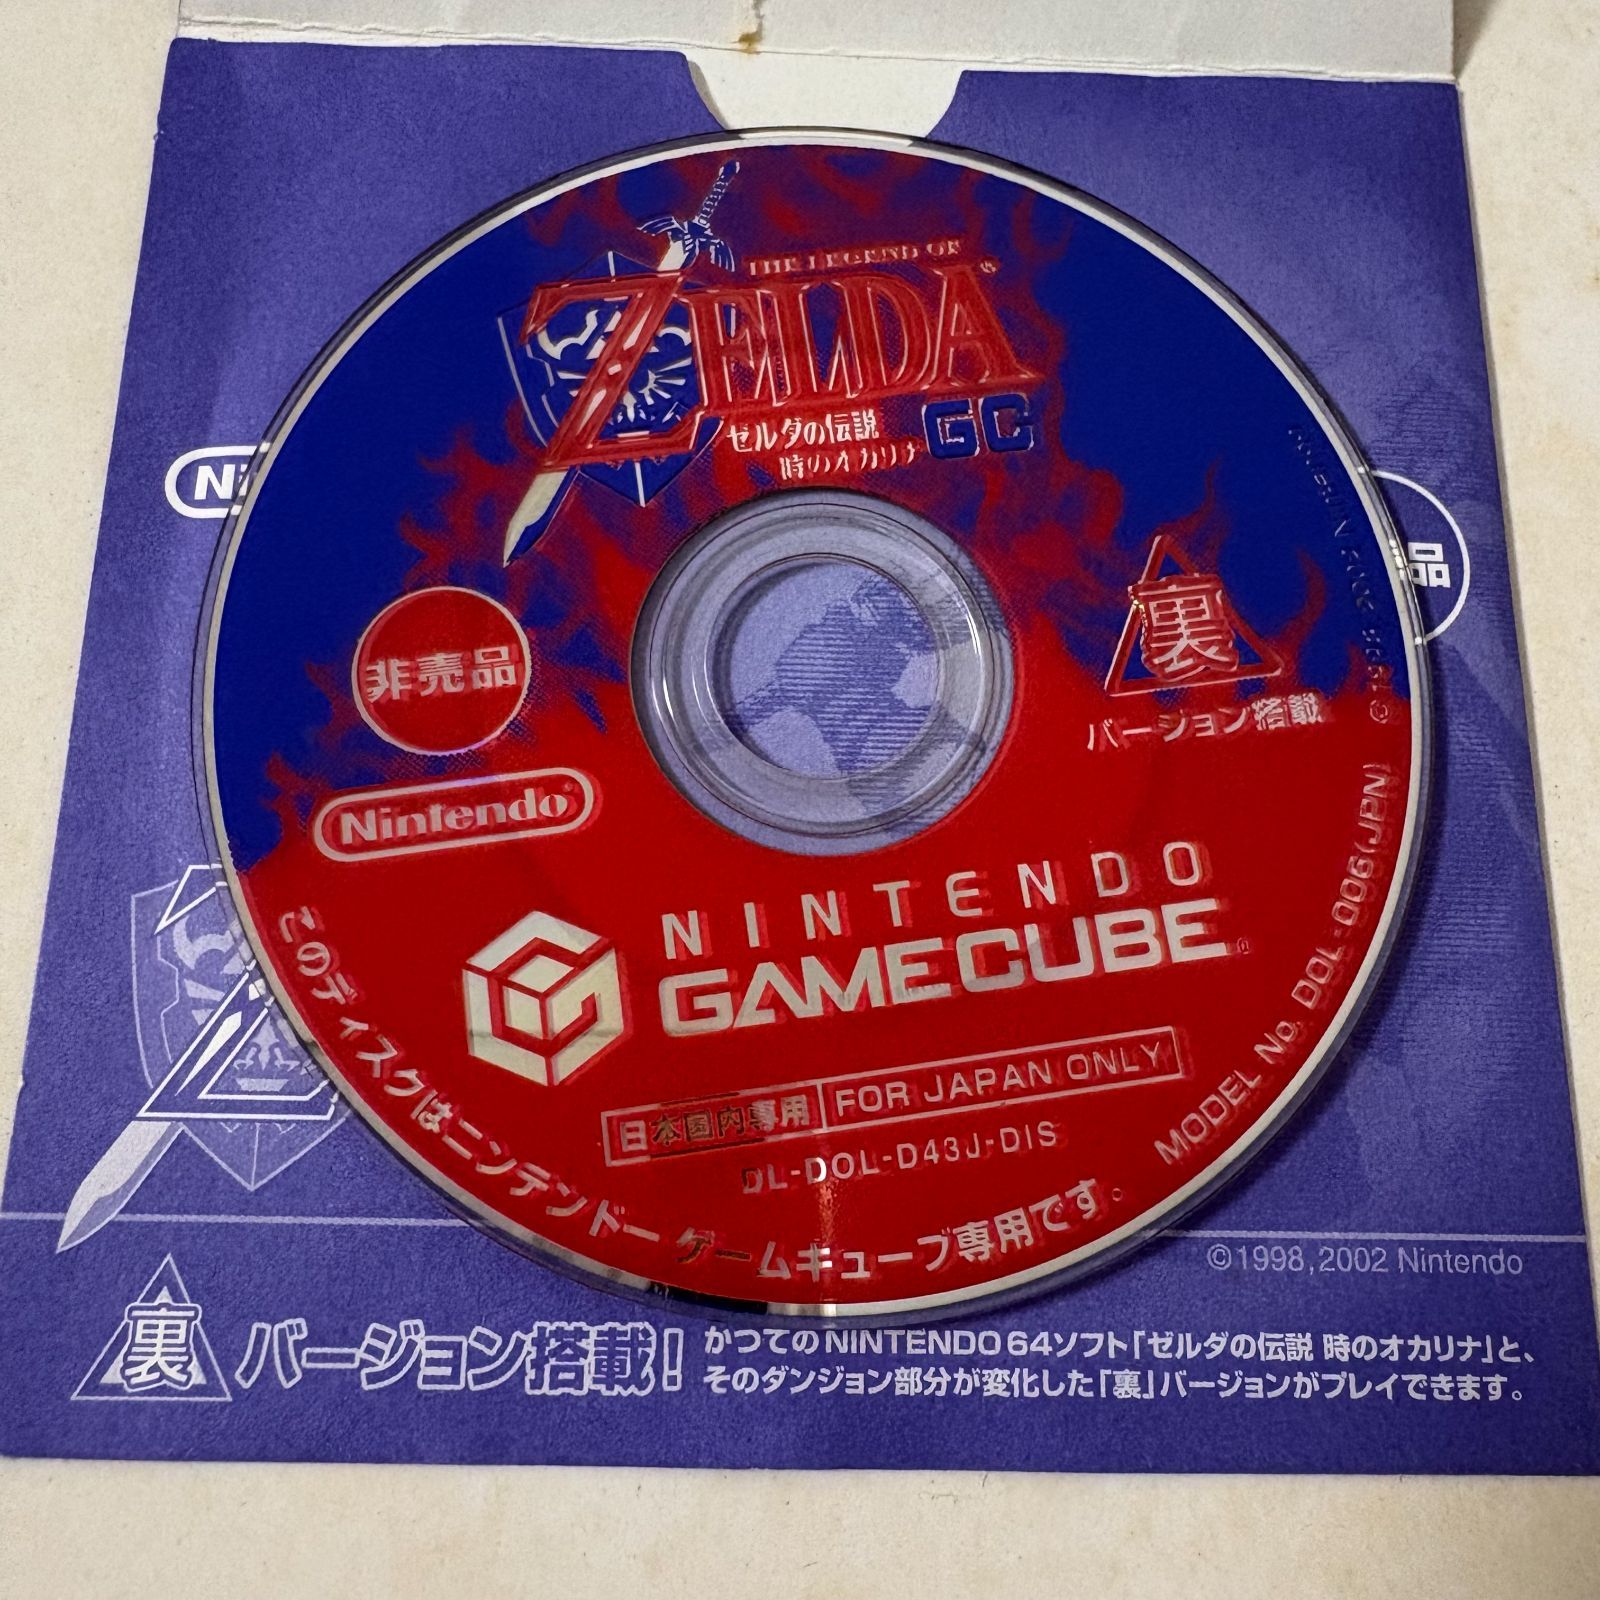 THE LEGEND OF
ZELDA
ゼルダの伝説
時のオカリナ GC
非売品
裏
バージョン搭載
Nintendo
NINTENDO
GAMECUBE
日本国内専用 FOR JAPAN ONLY
DL-DOL-D43J-DIS
MODEL No. DOL-006(JPN)
このディスクはニンテンドーゲームキューブ専用です。
品
©1998,2002 Nintendo
裏 バージョン搭載! かつてのNINTENDO64ソフト「ゼルダの伝説 時のオカリナ」と、
そのダンジョン部分が変化した「裏」バージョンがプレイできます。